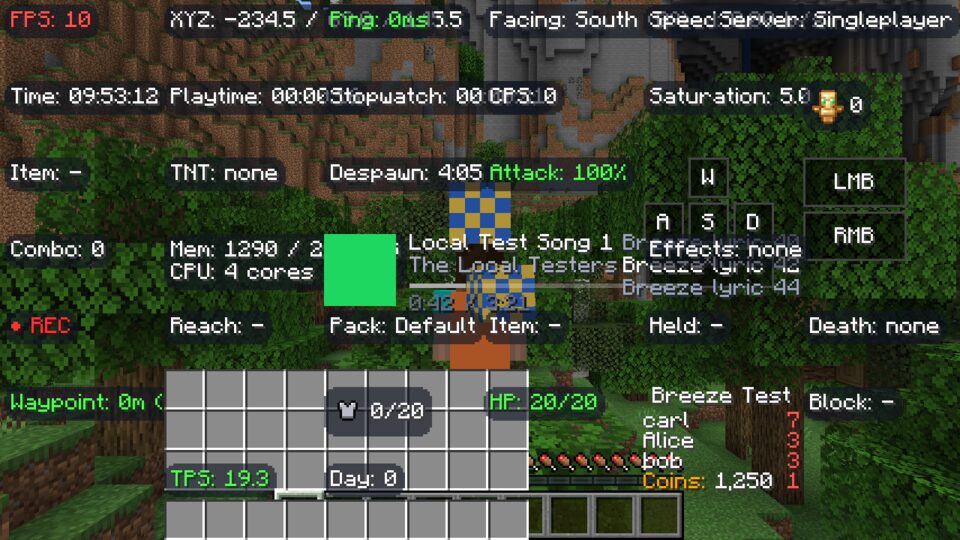 FPS: 10
XYZ: -234.5 /
Ping: 0ms
Facing: South
Speed
Server: Singleplayer
Time: 09:53:12
Playtime: 00:00
Stopwatch: 00:
CPS: 0
Saturation: 5.0
0
Item: -
TNT: none
Despawn: 4:05
Attack: 100%
W
LMB
A S D
RMB
Combo: 0
Mem: 1290 / 2
CPU: 4 cores
Local Test Song 1
The Local Testers
0:42 / 3:21
Effects: none
Breeze lyric 44
REC
Reach: -
Pack: Default
Item: -
Held: -
Death: none
Waypoint: 0m (
0/20
HP: 20/20
Breeze Test
carl 7
Alice 3
bob 3
Coins: 1,250 1
Block: -
TPS: 19.3
Day: 0